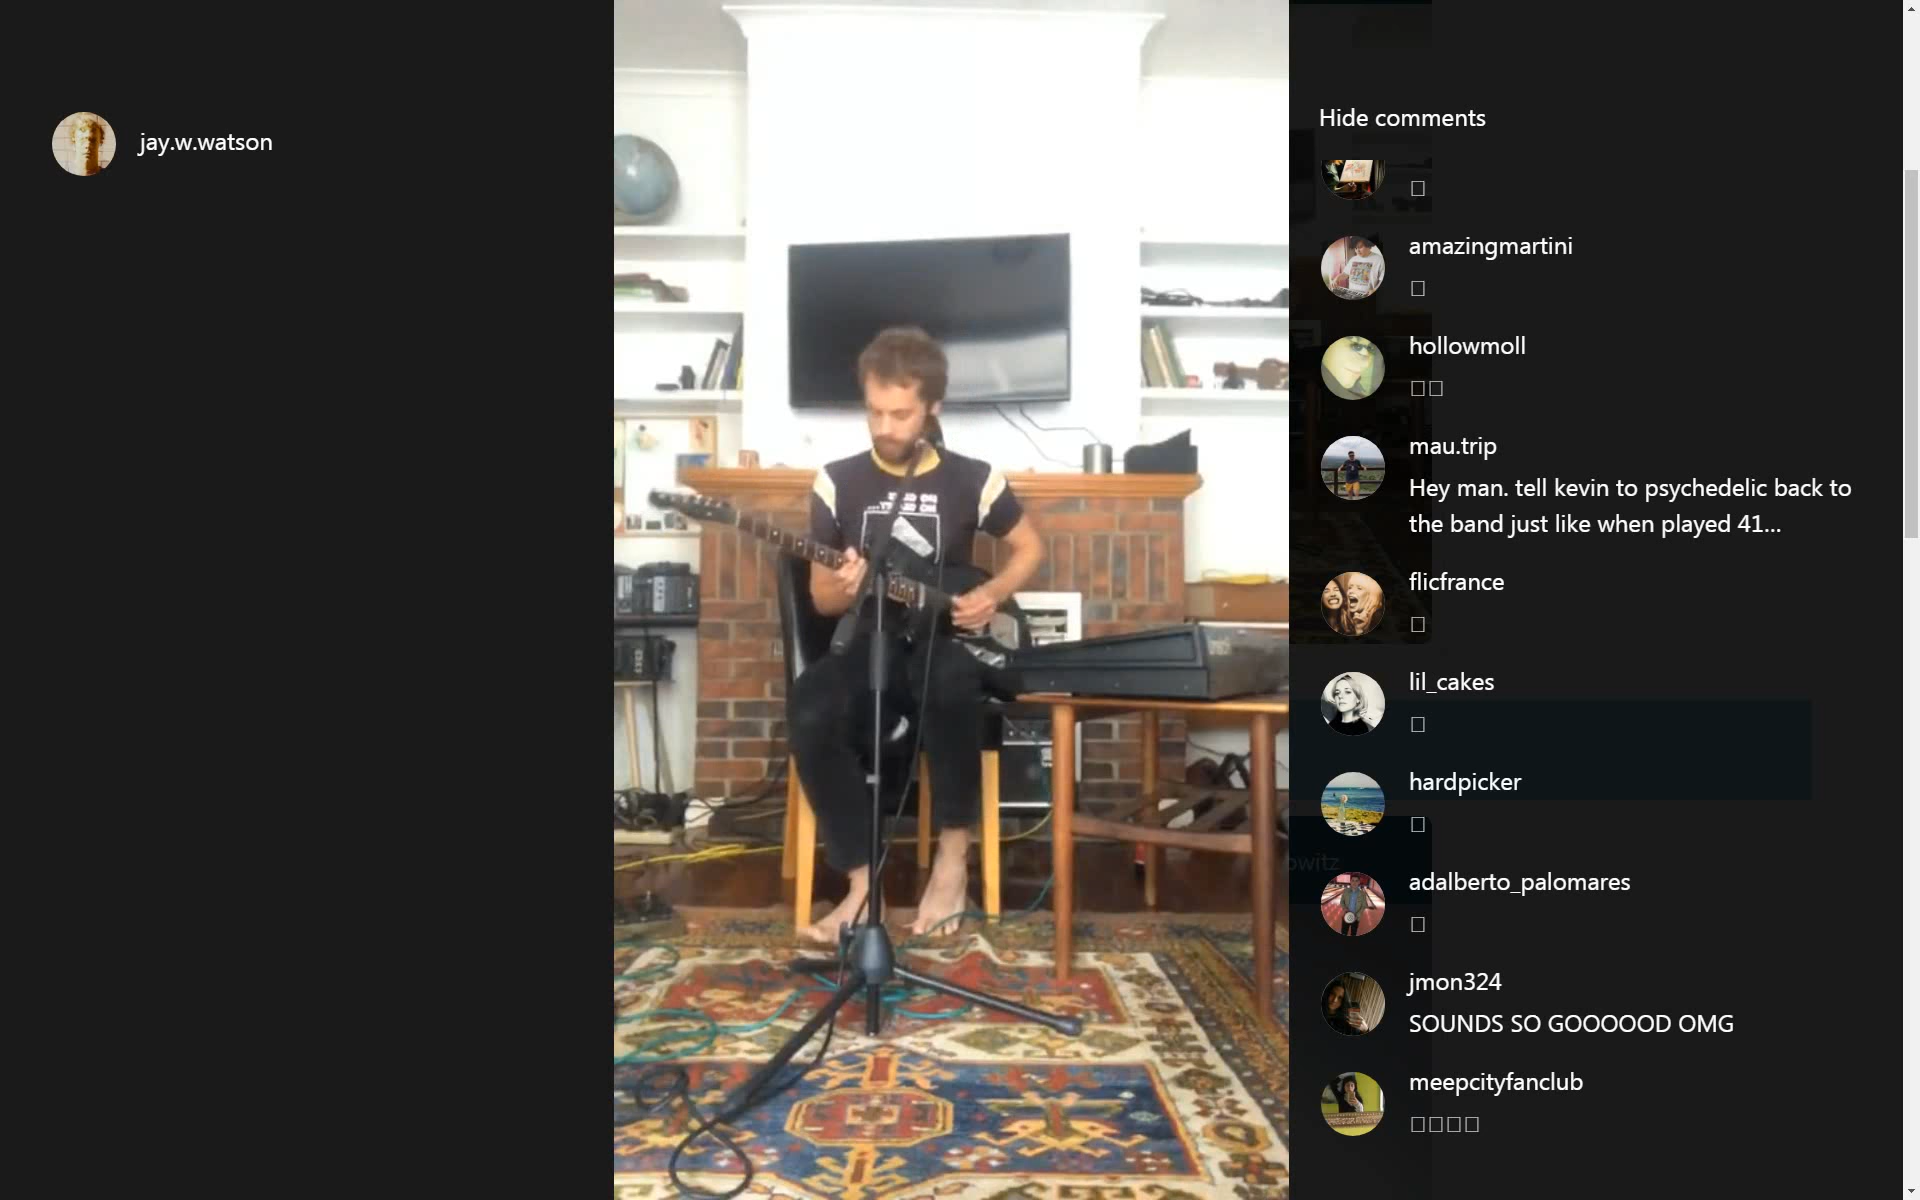 jay.w.watson
Hide comments
amazingmartini
hollowmoll
mau.trip
Hey man. tell kevin to psychedelic back to
the band just like when played 41...
flicfrance
lil_cakes
hardpicker
owitz
adalberto_palomares
jmon324
SOUNDS SO GOOOOOD OMG
meepcityfanclub